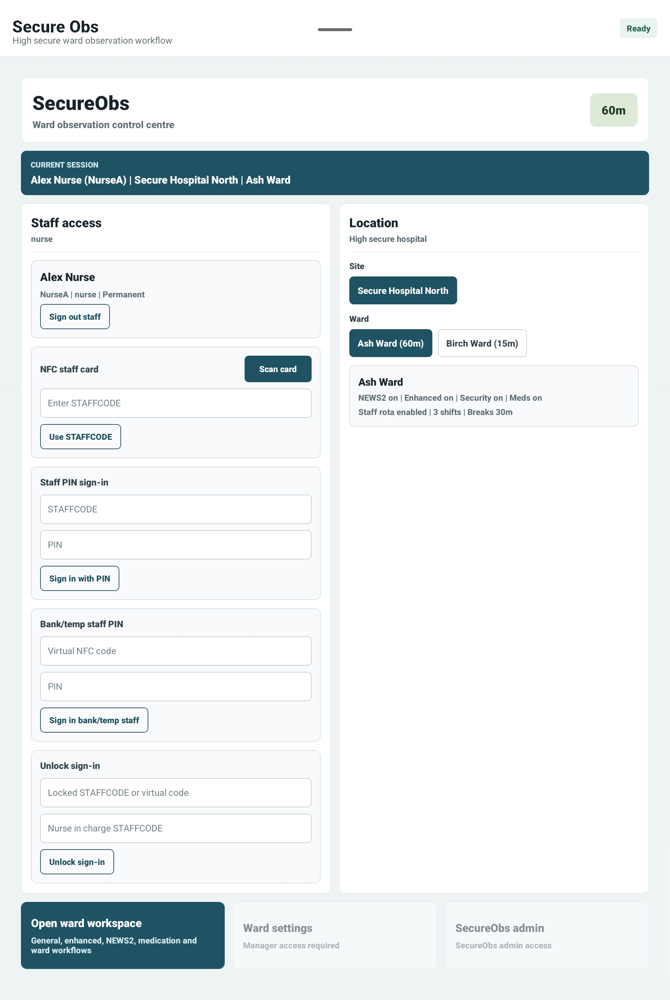 Secure Obs
High secure ward observation workflow
Ready
SecureObs
Ward observation control centre
60m
CURRENT SESSION
Alex Nurse (NurseA) | Secure Hospital North | Ash Ward
Staff access
nurse
Alex Nurse
NurseA | nurse | Permanent
Sign out staff
NFC staff card
Scan card
Enter STAFFCODE
Use STAFFCODE
Staff PIN sign-in
STAFFCODE
PIN
Sign in with PIN
Bank/temp staff PIN
Virtual NFC code
PIN
Sign in bank/temp staff
Unlock sign-in
Locked STAFFCODE or virtual code
Nurse in charge STAFFCODE
Unlock sign-in
Location
High secure hospital
Site
Secure Hospital North
Ward
Ash Ward (60m)
Birch Ward (15m)
Ash Ward
NEWS2 on | Enhanced on | Security on | Meds on
Staff rota enabled | 3 shifts | Breaks 30m
Open ward workspace
General, enhanced, NEWS2, medication and
ward workflows
Ward settings
Manager access required
SecureObs admin
SecureObs admin access